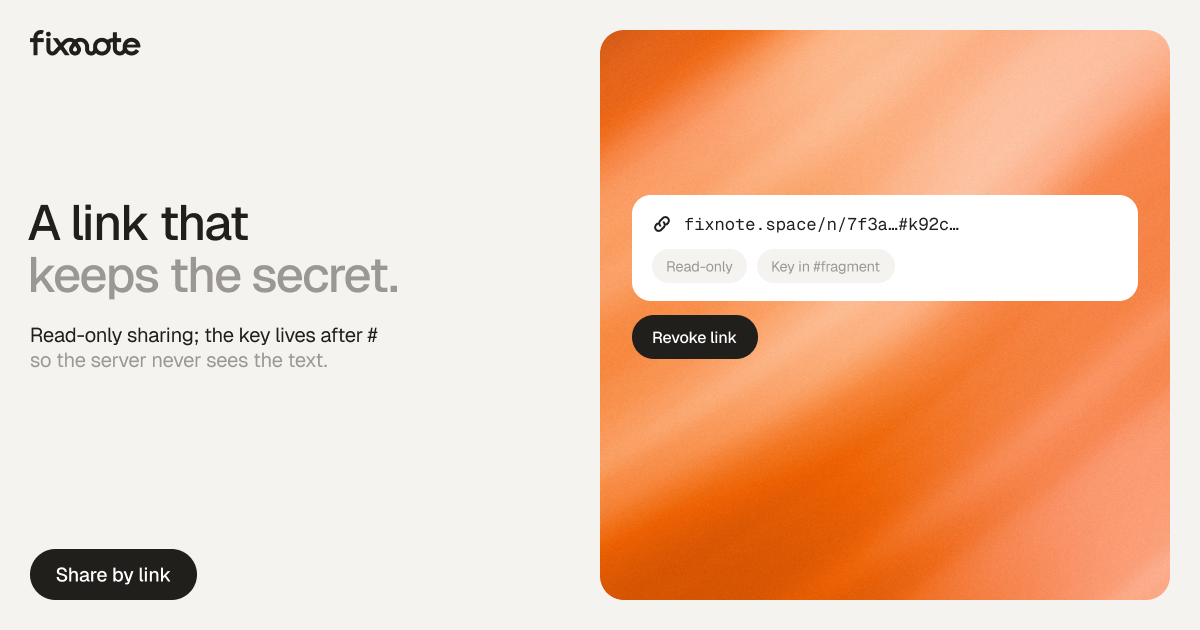 fixnote
A link that
keeps the secret.
Read-only sharing; the key lives after #
so the server never sees the text.
Share by link
fixnote.space/n/7f3a…#k92c…
Read-only
Key in #fragment
Revoke link